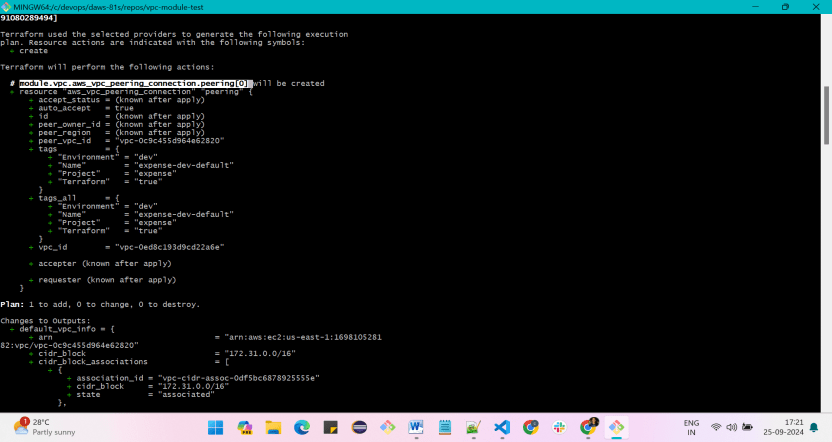 MINGW64:/c/devops/daws-81s/repos/vpc-module-test
91080289494]
Terraform used the selected providers to generate the following execution
plan. Resource actions are indicated with the following symbols:
+ create
Terraform will perform the following actions:
# module.vpc.aws_vpc_peering_connection.peering[0] will be created
+ resource "aws_vpc_peering_connection" "peering" {
+ accept_status = (known after apply)
+ auto_accept = true
+ id = (known after apply)
+ peer_owner_id = (known after apply)
+ peer_region = (known after apply)
+ peer_vpc_id = "vpc-0c9c455d964e62820"
+ tags = {
+ "Environment" = "dev"
+ "Name" = "expense-dev-default"
+ "Project" = "expense"
+ "Terraform" = "true"
}
+ tags_all = {
+ "Environment" = "dev"
+ "Name" = "expense-dev-default"
+ "Project" = "expense"
+ "Terraform" = "true"
}
+ vpc_id = "vpc-0ed8c193d9cd22a6e"
+ accepter (known after apply)
+ requester (known after apply)
}
Plan: 1 to add, 0 to change, 0 to destroy.
Changes to Outputs:
+ default_vpc_info = {
+ arn = "arn:aws:ec2:us-east-1:1698105281
82:vpc/vpc-0c9c455d964e62820"
+ cidr_block = "172.31.0.0/16"
+ cidr_block_associations = [
+ {
+ association_id = "vpc-cidr-assoc-0df5bc6878925555e"
+ cidr_block = "172.31.0.0/16"
+ state = "associated"
},
1
28°C
Partly sunny
PRE
ENG
IN
17:21
25-09-2024